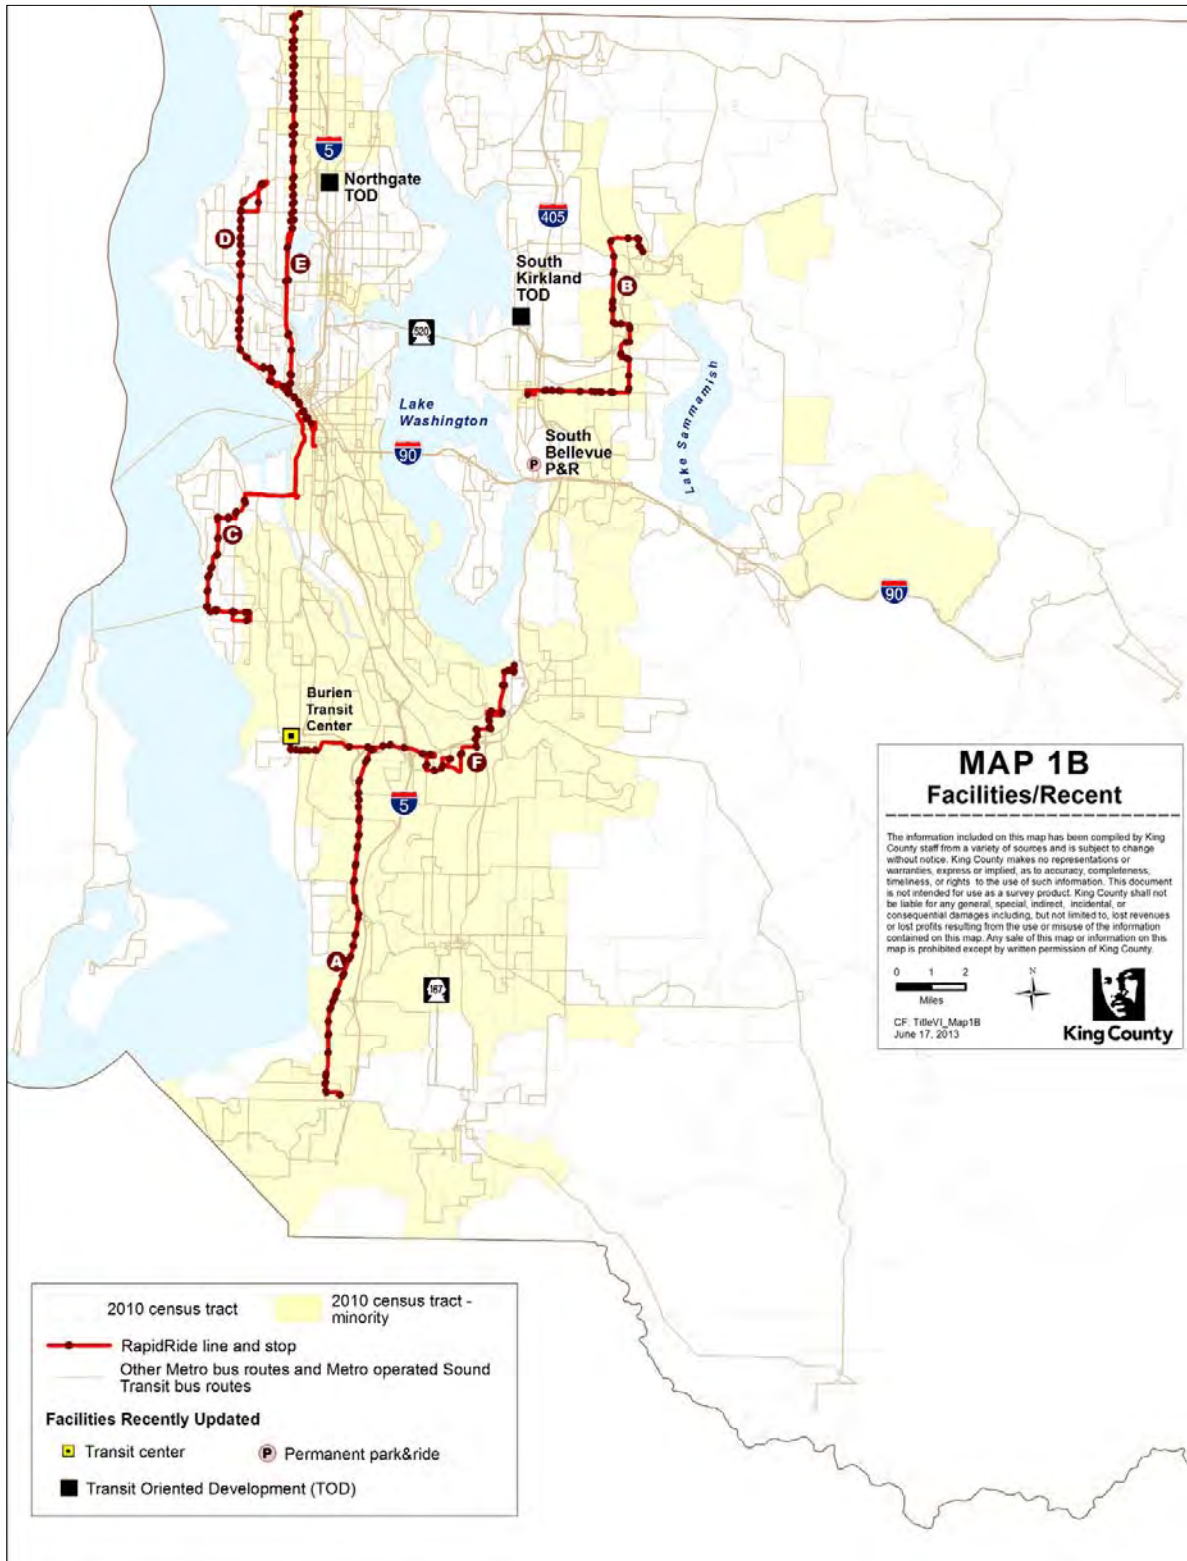 5
Northgate
TOD
405
D
E
South
Kirkland
TOD
B
520
Lake
Washington
Lake Sammamish
90
South
Bellevue
P&R
P
C
90
Burien
Transit
Center
F
5
A
167
MAP 1B
Facilities/Recent
The information included on this map has been compiled by King
County staff from a variety of sources and is subject to change
without notice. King County makes no representations or
warranties, express or implied, as to accuracy, completeness,
timeliness, or rights to the use of such information. This document
is not intended for use as a survey product. King County shall not
be liable for any general, special, indirect, incidental, or
consequential damages including, but not limited to, lost revenues
or lost profits resulting from the use or misuse of the information
contained on this map. Any sale of this map or information on this
map is prohibited except by written permission of King County.
0 1 2
Miles
N
CF: TitleVI_Map1B
June 17, 2013
King County
2010 census tract
2010 census tract -
minority
RapidRide line and stop
Other Metro bus routes and Metro operated Sound
Transit bus routes
Facilities Recently Updated
Transit center
P Permanent park&ride
Transit Oriented Development (TOD)